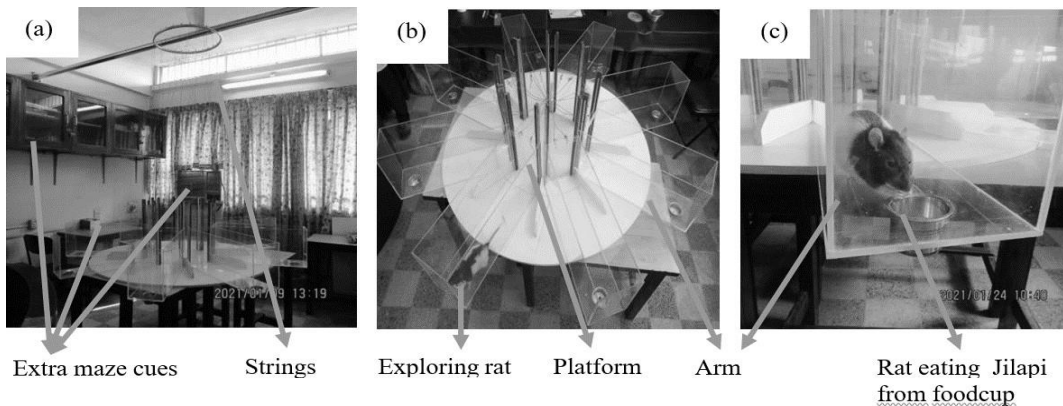 (a)
(b)
(c)
2021/01/19 13:19
2021/01/24 10:40
Extra maze cues
Strings
Exploring rat
Platform
Arm
Rat eating Jilapi
from foodcup